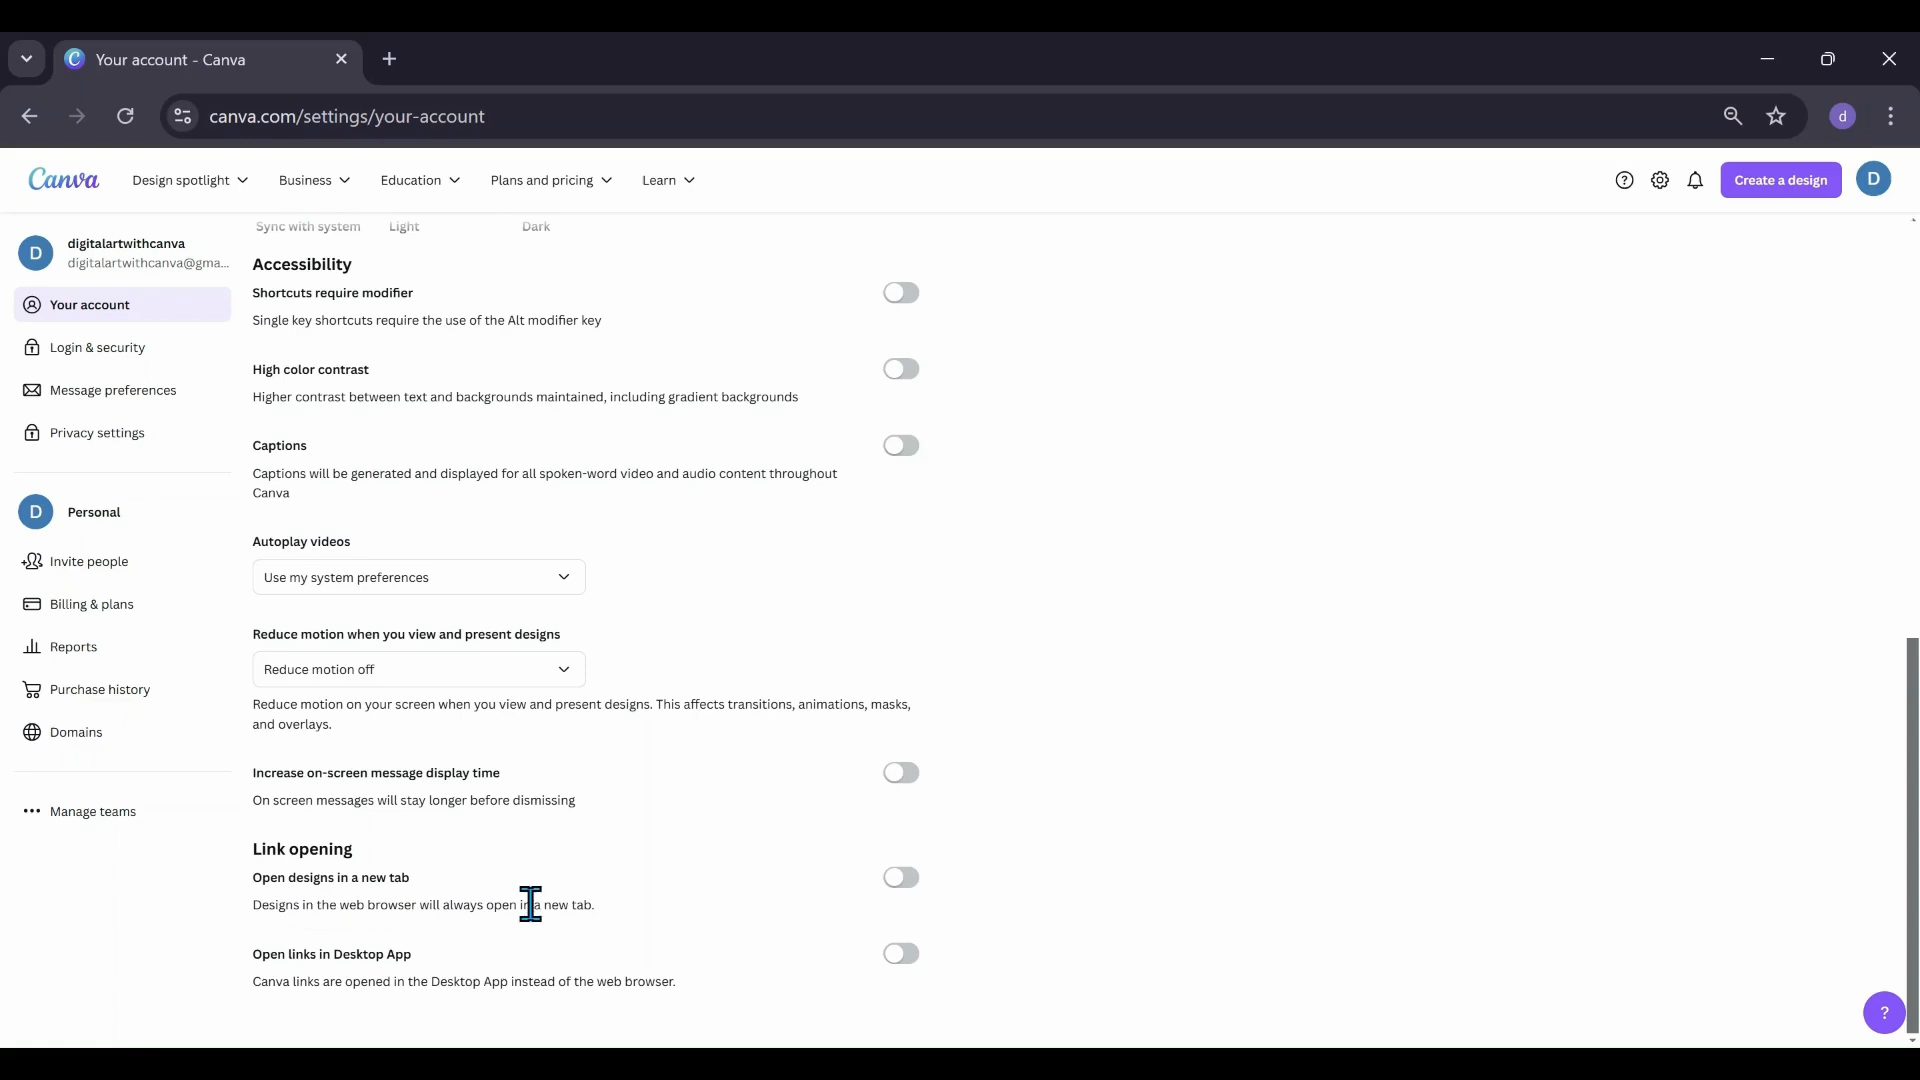 Your account - Canva
canva.com/settings/your-account
d
Canva
Design spotlight
Business
Education
Plans and pricing
Learn
Create a design
D
D
digitalartwithcanva
digitalartwithcanva@gma...
Your account
Login & security
Message preferences
Privacy settings
D
Personal
Invite people
Billing & plans
Reports
Purchase history
Domains
Manage teams
Sync with system
Light
Dark
Accessibility
Shortcuts require modifier
Single key shortcuts require the use of the Alt modifier key
High color contrast
Higher contrast between text and backgrounds maintained, including gradient backgrounds
Captions
Captions will be generated and displayed for all spoken-word video and audio content throughout
Canva
Autoplay videos
Use my system preferences
Reduce motion when you view and present designs
Reduce motion off
Reduce motion on your screen when you view and present designs. This affects transitions, animations, masks,
and overlays.
Increase on-screen message display time
On screen messages will stay longer before dismissing
Link opening
Open designs in a new tab
Designs in the web browser will always open in a new tab.
Open links in Desktop App
Canva links are opened in the Desktop App instead of the web browser.
?